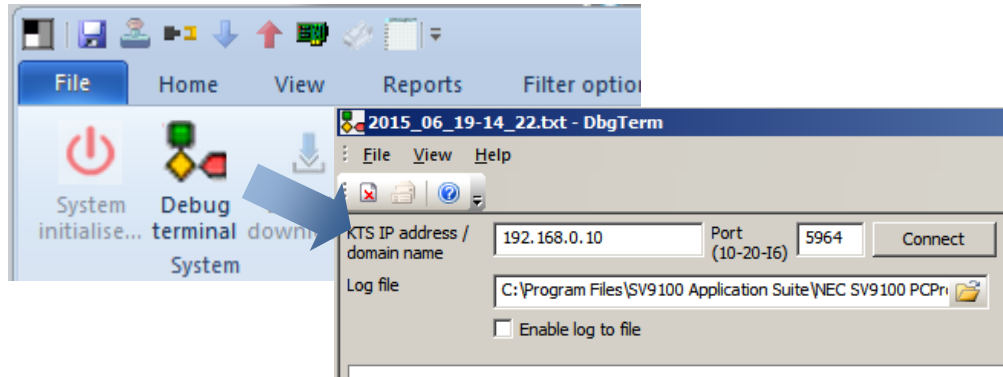 File Home View Reports Filter option
2015_06_19-14_22.txt - DbgTerm
File View Help
System initialise...
Debug terminal
System
KTS IP address / domain name
192.168.0.10
Port (10-20-I6)
5964
Connect
Log file
C:\Program Files\SV9100 Application Suite\NEC SV9100 PCPr
Enable log to file